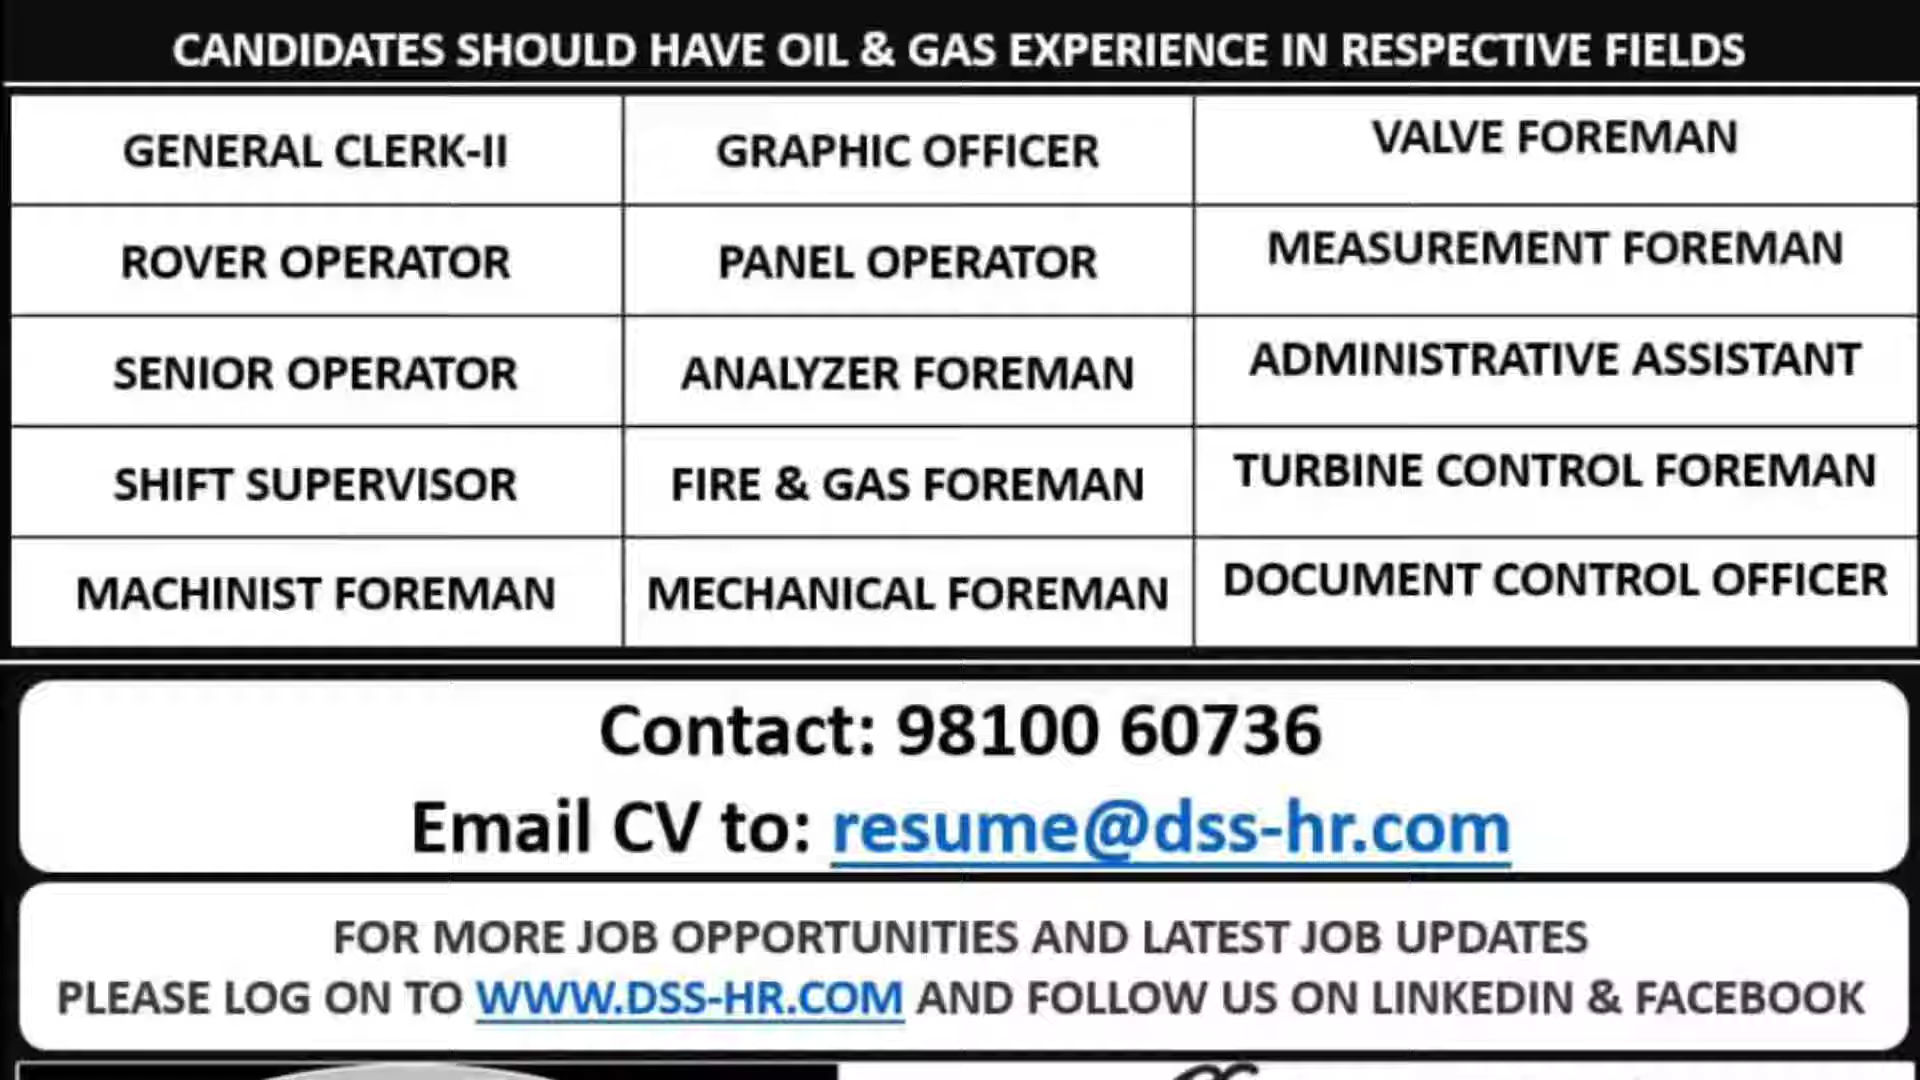 CANDIDATES SHOULD HAVE OIL & GAS EXPERIENCE IN RESPECTIVE FIELDS
GENERAL CLERK-II GRAPHIC OFFICER VALVE FOREMAN
ROVER OPERATOR PANEL OPERATOR MEASUREMENT FOREMAN
SENIOR OPERATOR ANALYZER FOREMAN ADMINISTRATIVE ASSISTANT
SHIFT SUPERVISOR FIRE & GAS FOREMAN TURBINE CONTROL FOREMAN
MACHINIST FOREMAN MECHANICAL FOREMAN DOCUMENT CONTROL OFFICER
Contact: 98100 60736
Email CV to: resume@dss-hr.com
FOR MORE JOB OPPORTUNITIES AND LATEST JOB UPDATES
PLEASE LOG ON TO WWW.DSS-HR.COM AND FOLLOW US ON LINKEDIN & FACEBOOK